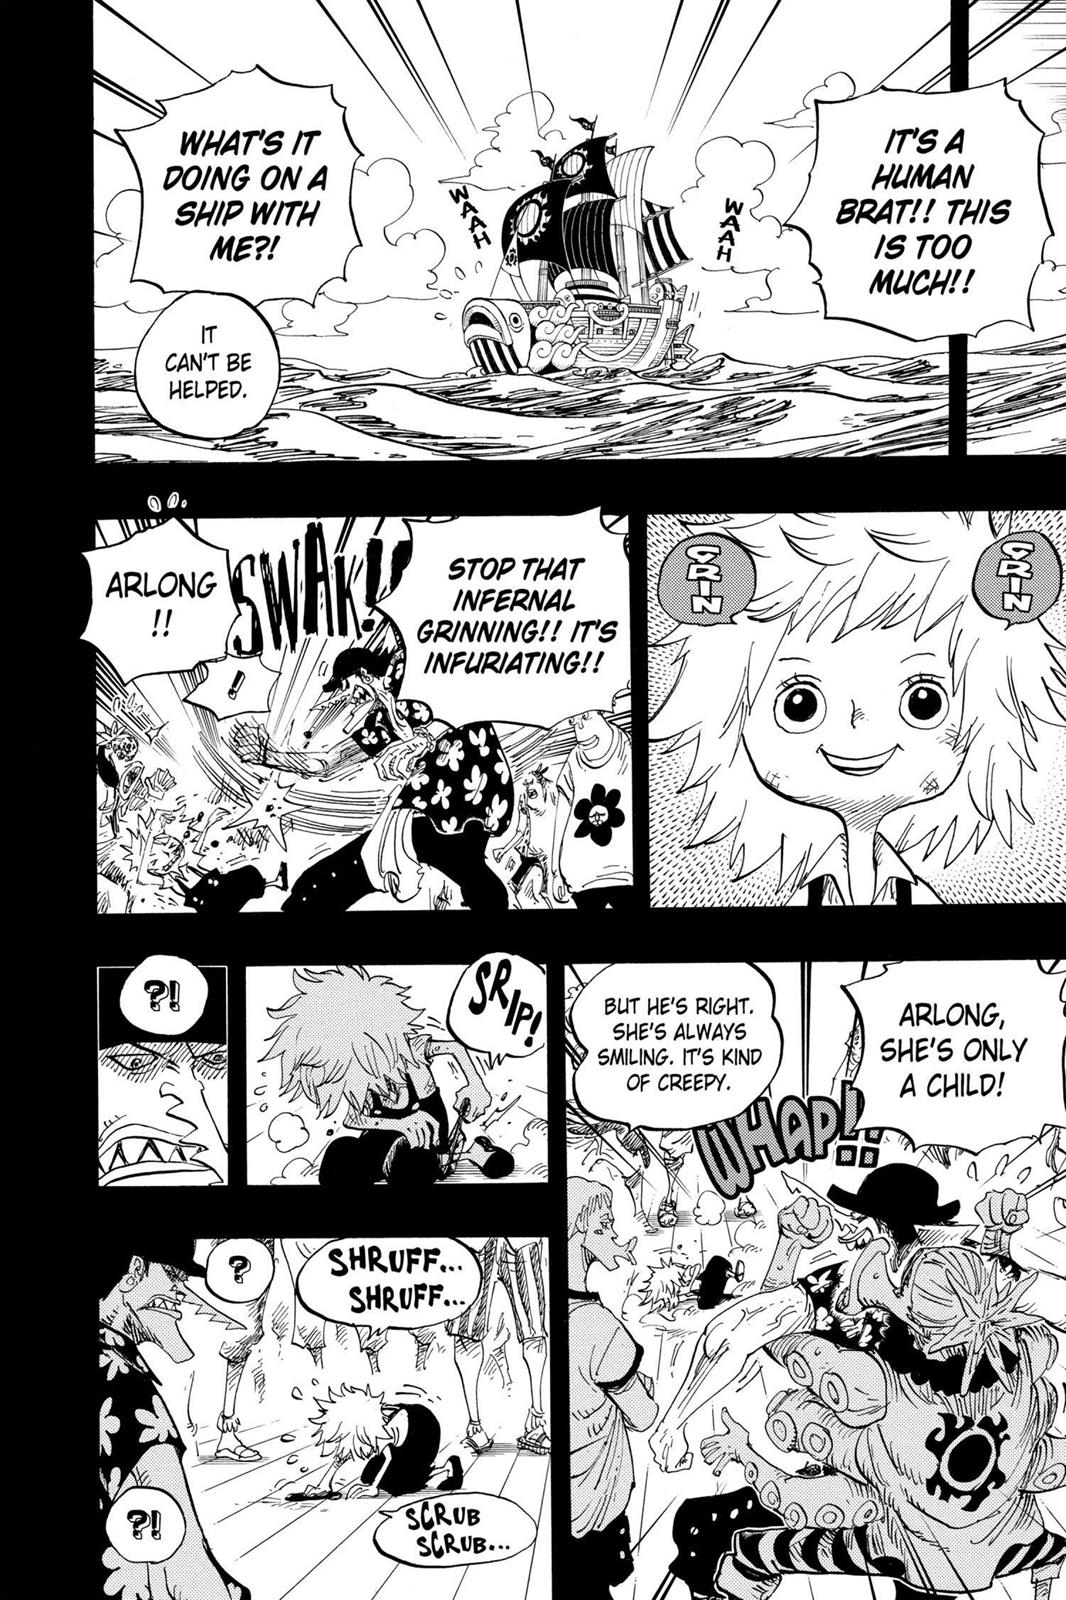 IT'S A
HUMAN
BRAT!! THIS
IS TOO
MUCH!!
WAAH
WAAH
WHAT'S IT
DOING ON A
SHIP WITH
ME?!
IT
CAN'T BE
HELPED.
GRIN
GRIN
STOP THAT
INFERNAL
GRINNING!! IT'S
INFURIATING!!
SWAK!!
ARLONG
!!
!
ARLONG,
SHE'S ONLY
A CHILD!
BUT HE'S RIGHT.
SHE'S ALWAYS
SMILING. IT'S KIND
OF CREEPY.
WHAP!!
SRIP!
?!
SHRUFF...
SHRUFF...
?
SCRUB
SCRUB...
?!